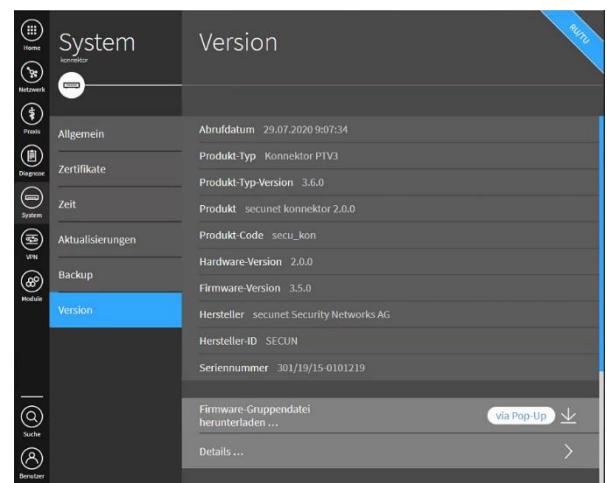 Home
Netzwerk
Praxis
Diagnose
System
VPN
Module
Suche
Benutzer
System
konnektor
Allgemein
Zertifikate
Zeit
Aktualisierungen
Backup
Version
Version
RU/TU
Abrufdatum 29.07.2020 9:07:34
Produkt-Typ Konnektor PTV3
Produkt-Typ-Version 3.6.0
Produkt secunet konnektor 2.0.0
Produkt-Code secu_kon
Hardware-Version 2.0.0
Firmware-Version 3.5.0
Hersteller secunet Security Networks AG
Hersteller-ID SECUN
Seriennummer 301/19/15-0101219
Firmware-Gruppendatei
herunterladen ...
via Pop-Up
Details ...